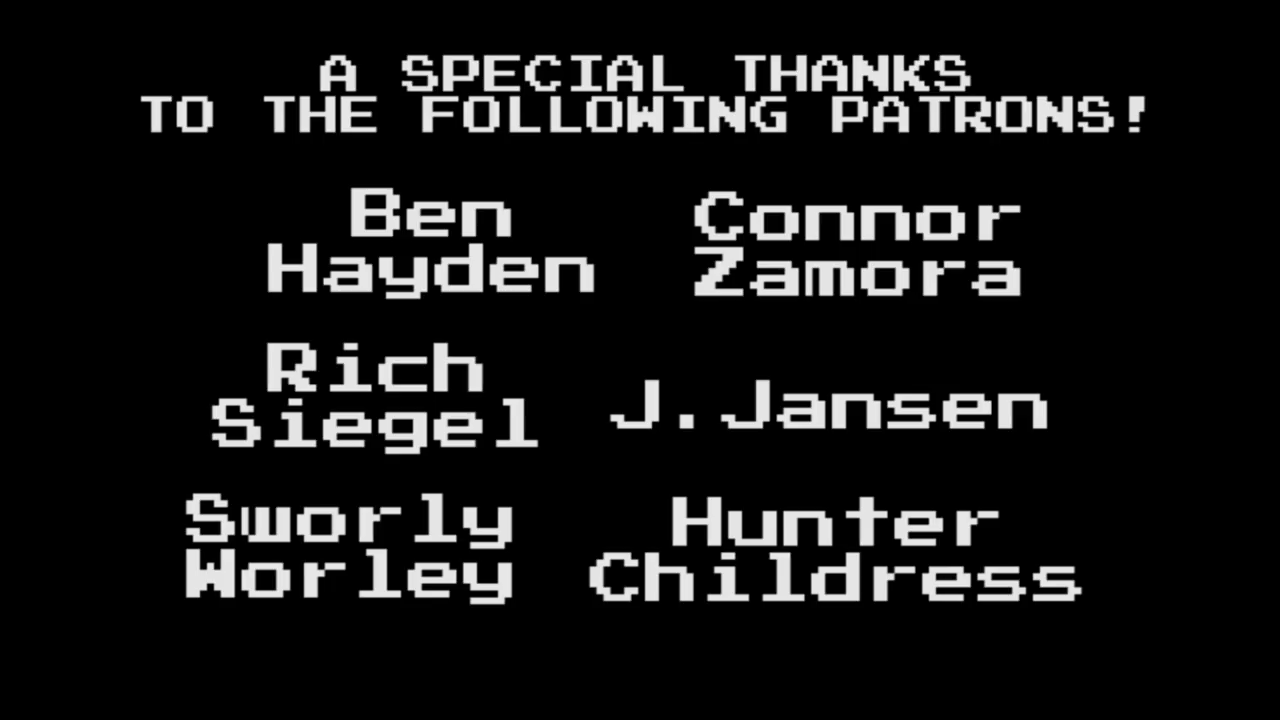 A SPECIAL THANKS
TO THE FOLLOWING PATRONS!
Ben
Hayden
Connor
Zamora
Rich
Siegel
J.Jansen
Sworly
Worley
Hunter
Childress